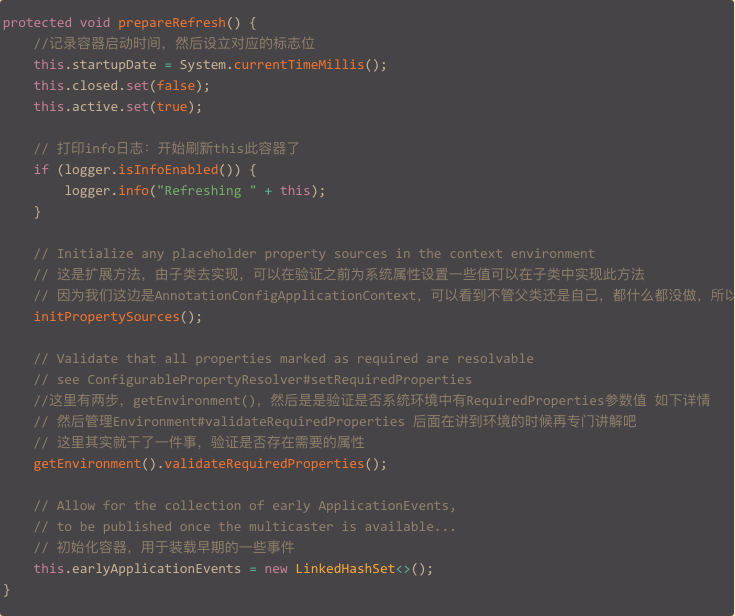 protected void prepareRefresh() {
    //记录容器启动时间，然后设立对应的标志位
    this.startupDate = System.currentTimeMillis();
    this.closed.set(false);
    this.active.set(true);

    // 打印info日志：开始刷新this此容器了
    if (logger.isInfoEnabled()) {
        logger.info("Refreshing " + this);
    }

    // Initialize any placeholder property sources in the context environment
    // 这是扩展方法，由子类去实现，可以在验证之前为系统属性设置一些值可以在子类中实现此方法
    // 因为我们这边是AnnotationConfigApplicationContext，可以看到不管父类还是自己，都什么都没做，所以
    initPropertySources();

    // Validate that all properties marked as required are resolvable
    // see ConfigurablePropertyResolver#setRequiredProperties
    //这里有两步，getEnvironment()，然后是是验证是否系统环境中有RequiredProperties参数值 如下详情
    // 然后管理Environment#validateRequiredProperties 后面在讲到环境的时候再专门讲解吧
    // 这里其实就干了一件事，验证是否存在需要的属性
    getEnvironment().validateRequiredProperties();

    // Allow for the collection of early ApplicationEvents,
    // to be published once the multicaster is available...
    // 初始化容器，用于装载早期的一些事件
    this.earlyApplicationEvents = new LinkedHashSet<>();
}